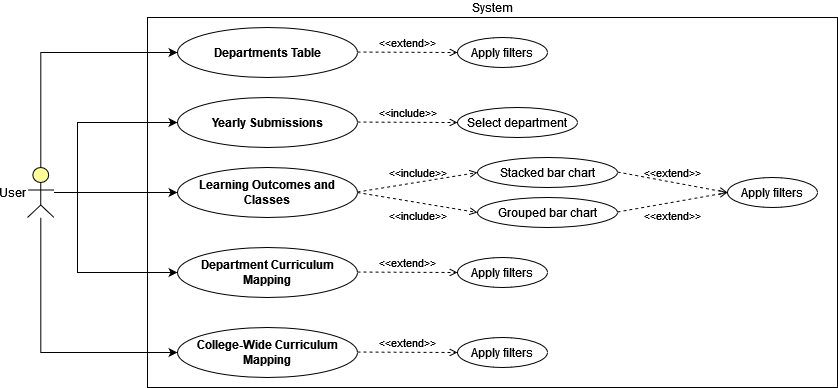 System
Departments Table
<<extend>>
Apply filters
Yearly Submissions
<<include>>
Select department
User
Learning Outcomes and
Classes
<<include>>
Stacked bar chart
<<extend>>
<<include>>
Grouped bar chart
<<extend>>
Apply filters
Department Curriculum
Mapping
<<extend>>
Apply filters
College-Wide Curriculum
Mapping
<<extend>>
Apply filters